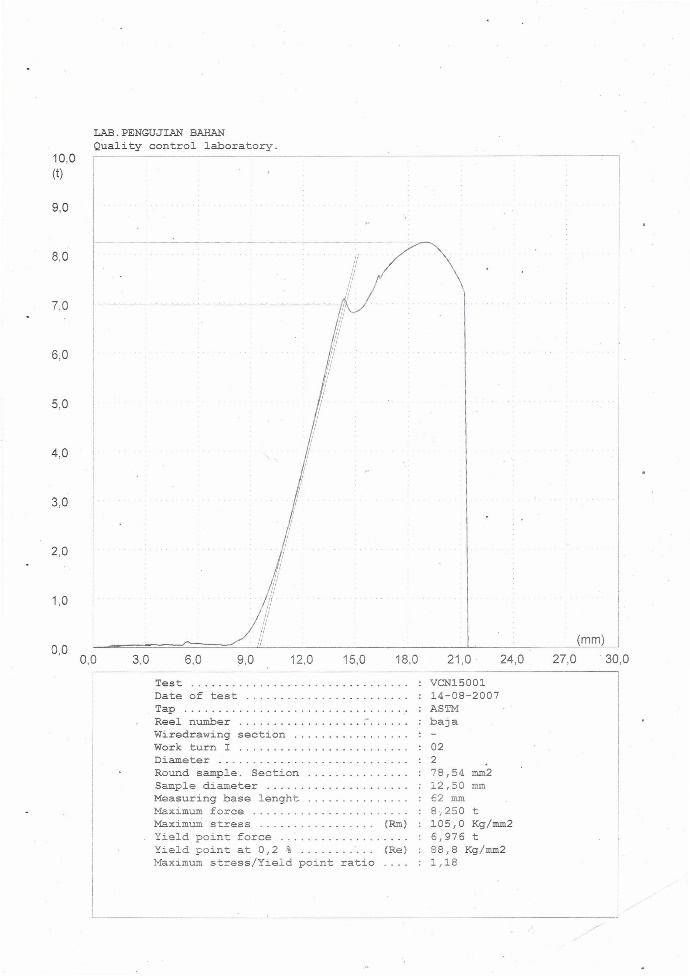 LAB.PENGUJIAN BAHAN
Quality control laboratory.
10,0
(t)
9,0
8,0
7,0
6,0
5,0
4,0
3,0
2,0
1,0
0,0
(mm)
0,0 3,0 6,0 9,0 12,0 15,0 18,0 21,0 24,0 27,0 30,0
Test ................................ : VCN15001
Date of test ........................ : 14-08-2007
Tap ................................. : ASTM
Reel number ......................... : baja
Wiredrawing section ................. : -
Work turn I ......................... : 02
Diameter ............................ : 2
Round sample. Section ............... : 78,54 mm2
Sample diameter ..................... : 12,50 mm
Measuring base lenght ............... : 62 mm
Maximum force ....................... : 8,250 t
Maximum stress ................. (Rm) : 105,0 Kg/mm2
Yield point force ................... : 6,976 t
Yield point at 0,2 % ........... (Re) : 88,8 Kg/mm2
Maximum stress/Yield point ratio .... : 1,18